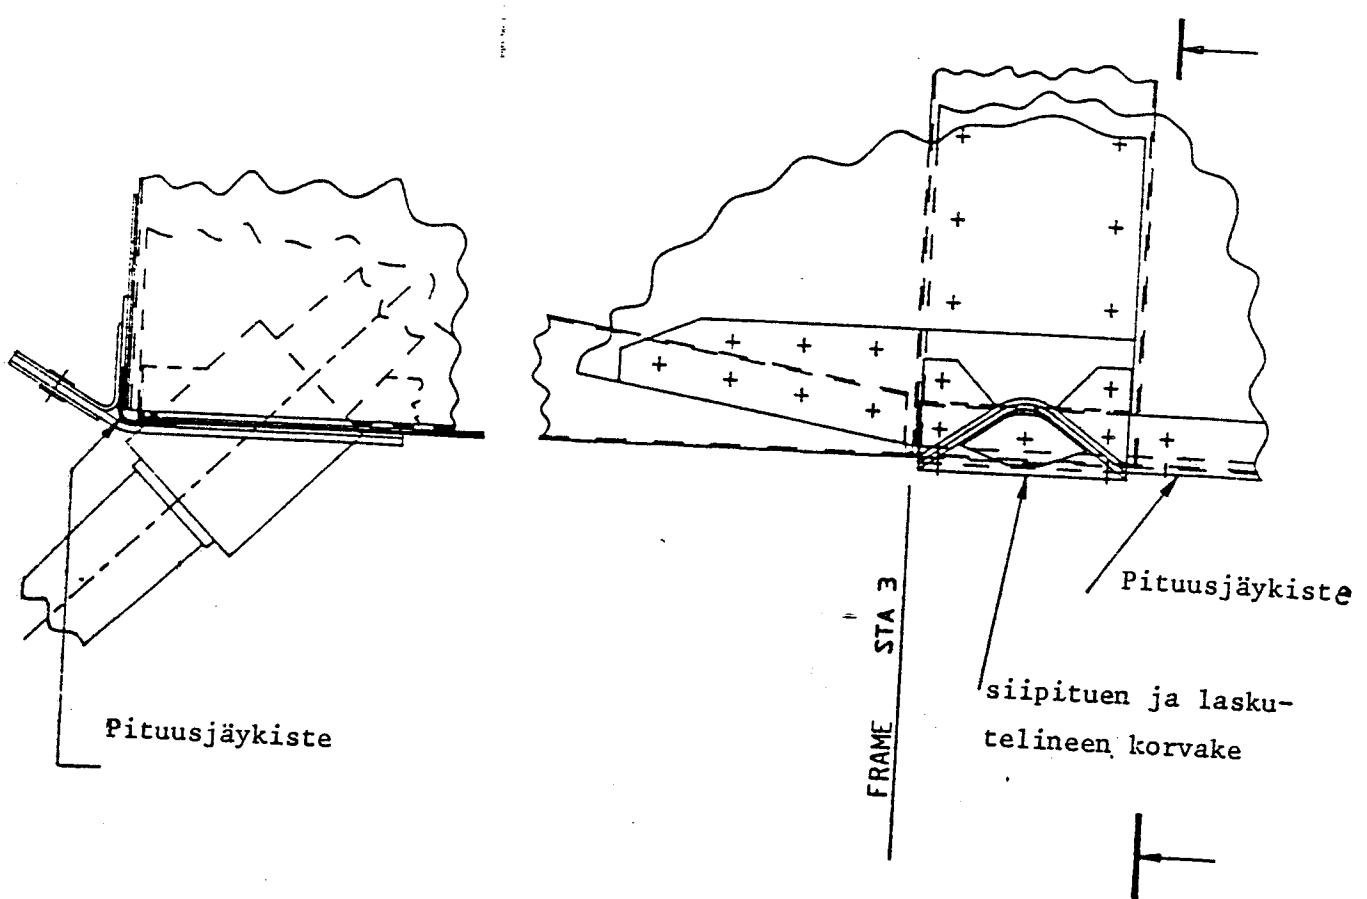 Pituusjäykiste
FRAME STA 3
Pituusjäykiste
siipituen ja lasku-
telineen korvake